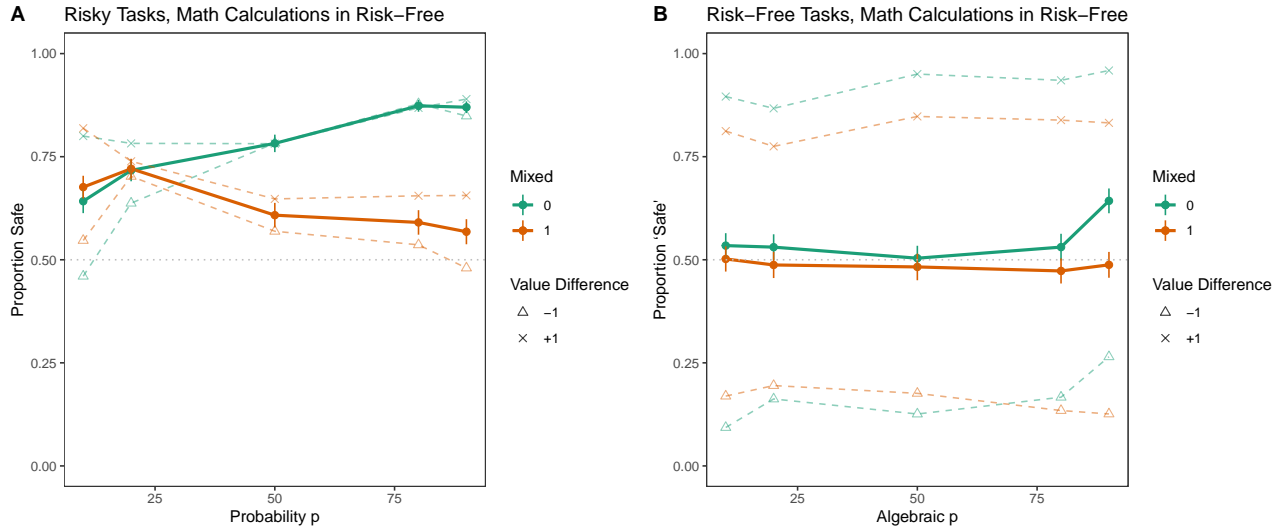 A
Risky Tasks, Math Calculations in Risk−Free
1.00
0.75
0.50
0.25
0.00
Proportion Safe
25
50
75
Probability p
Mixed
0
1
Value Difference
−1
+1
B
Risk−Free Tasks, Math Calculations in Risk−Free
1.00
0.75
0.50
0.25
0.00
Proportion 'Safe'
25
50
75
Algebraic p
Mixed
0
1
Value Difference
−1
+1